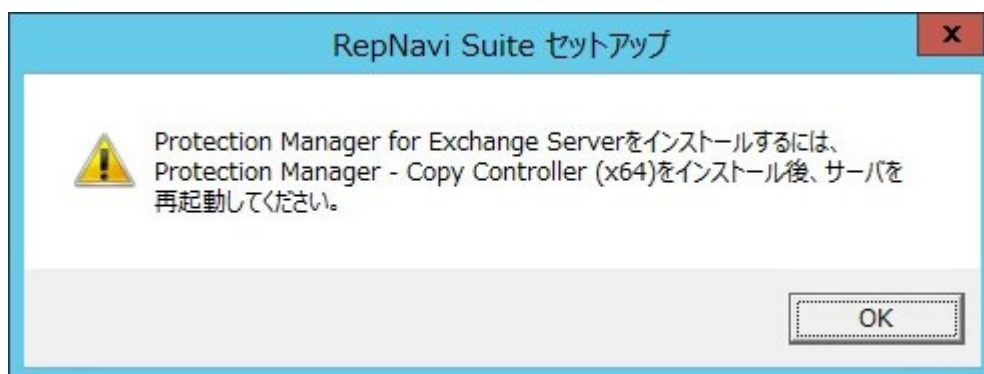 RepNavi Suite セットアップ
Protection Manager for Exchange Serverをインストールするには、
Protection Manager - Copy Controller (x64)をインストール後、サーバを
再起動してください。
OK